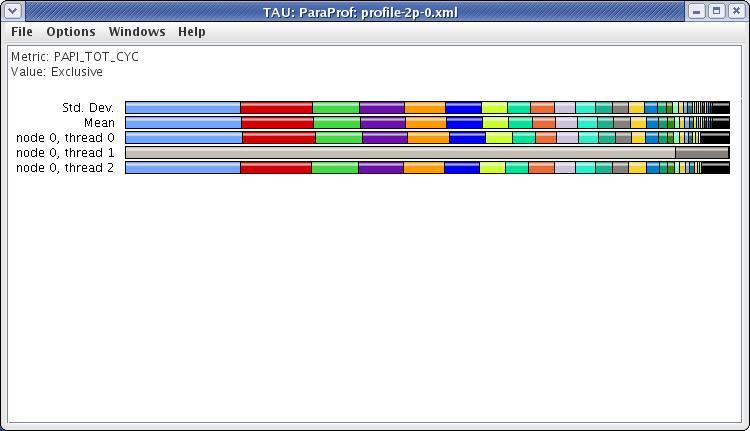 TAU: ParaProf: profile-2p-0.xml
File Options Windows Help
Metric: PAPI_TOT_CYC
Value: Exclusive
Std. Dev.
Mean
node 0, thread 0
node 0, thread 1
node 0, thread 2